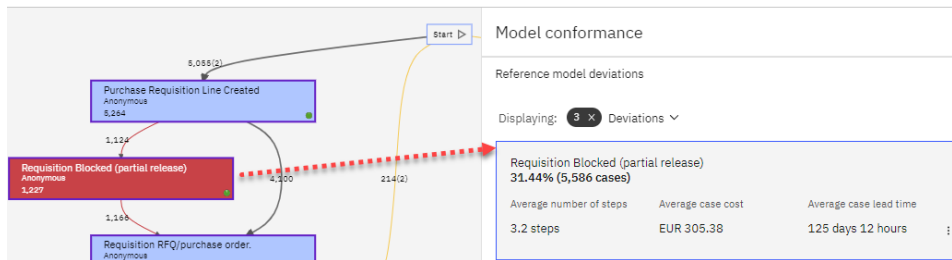 Start
5,055(2)
Purchase Requisition Line Created
Anonymous
5,264
1,124
Requisition Blocked (partial release)
Anonymous
1,227
4,100
214(2)
1,166
Requisition RFQ/purchase order.
Anonymous
Model conformance
Reference model deviations
Displaying: 3 × Deviations
Requisition Blocked (partial release)
31.44% (5,586 cases)
Average number of steps Average case cost Average case lead time
3.2 steps EUR 305.38 125 days 12 hours